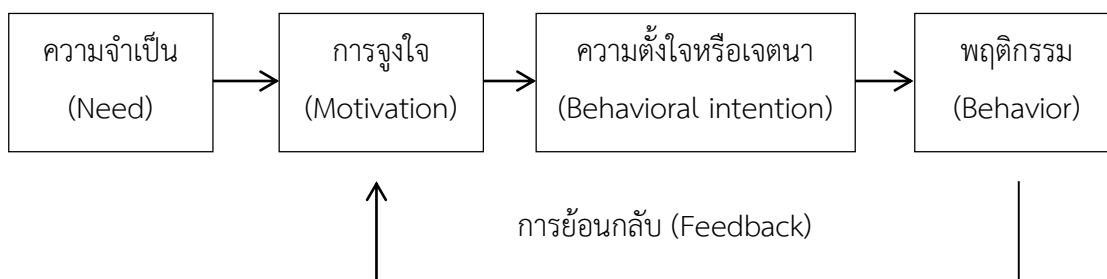 ความจำเป็น
(Need)
การจูงใจ
(Motivation)
ความตั้งใจหรือเจตนา
(Behavioral intention)
พฤติกรรม
(Behavior)
การย้อนกลับ (Feedback)